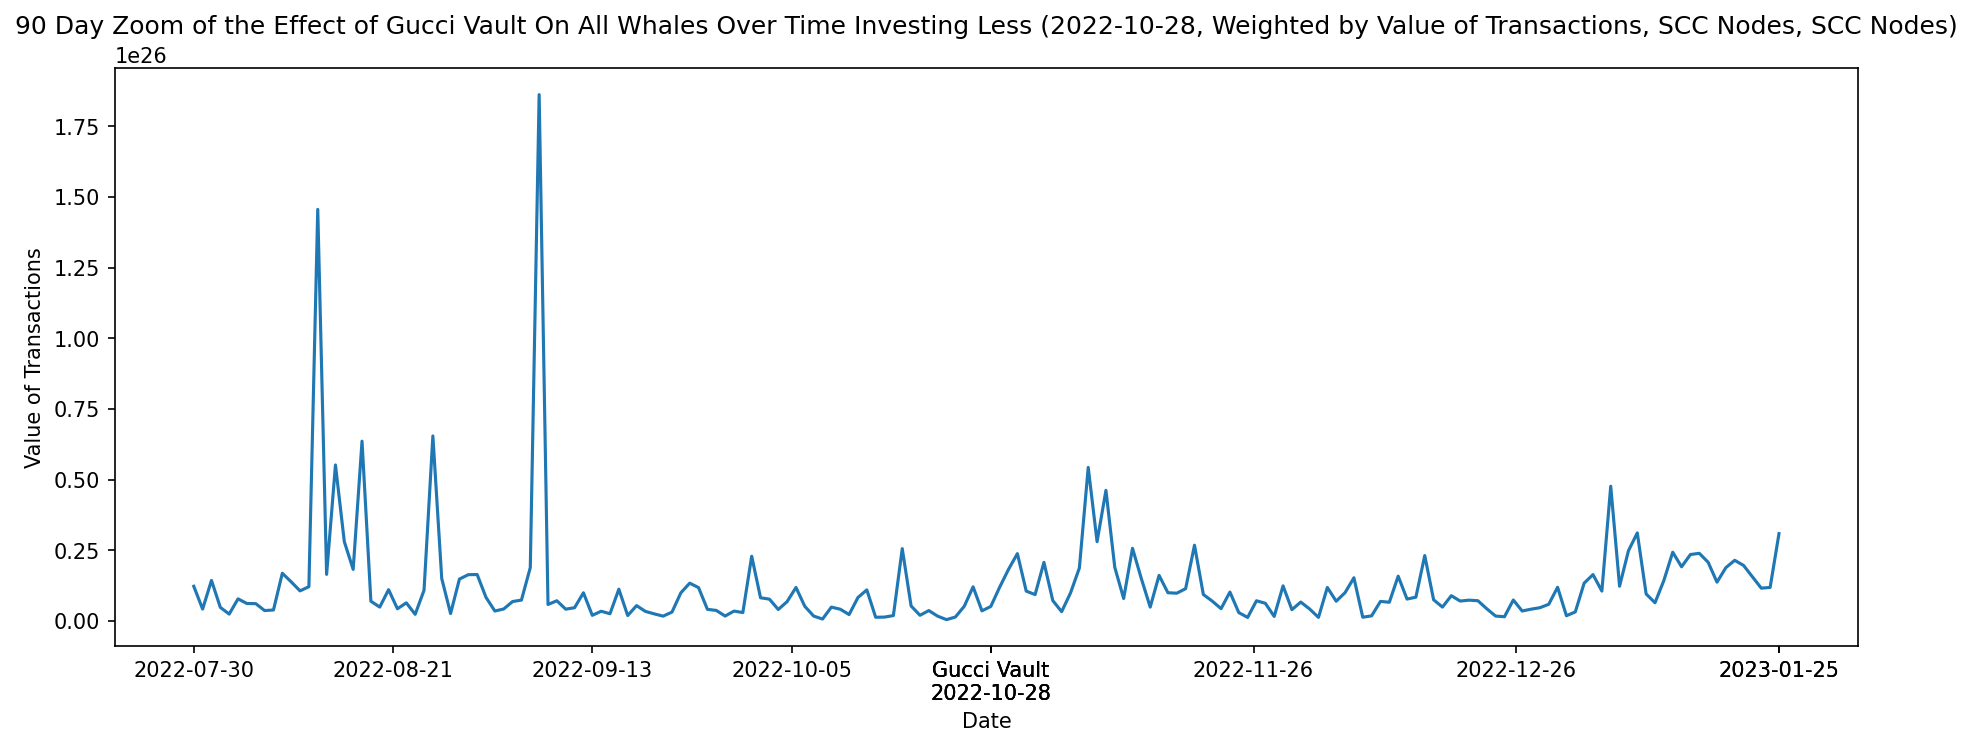 90 Day Zoom of the Effect of Gucci Vault On All Whales Over Time Investing Less (2022-10-28, Weighted by Value of Transactions, SCC Nodes, SCC Nodes)
1e26
1.75
1.50
1.25
1.00
0.75
0.50
0.25
0.00
Value of Transactions
2022-07-30 2022-08-21 2022-09-13 2022-10-05 Gucci Vault 2022-11-26 2022-12-26 2023-01-25
2022-10-28
Date